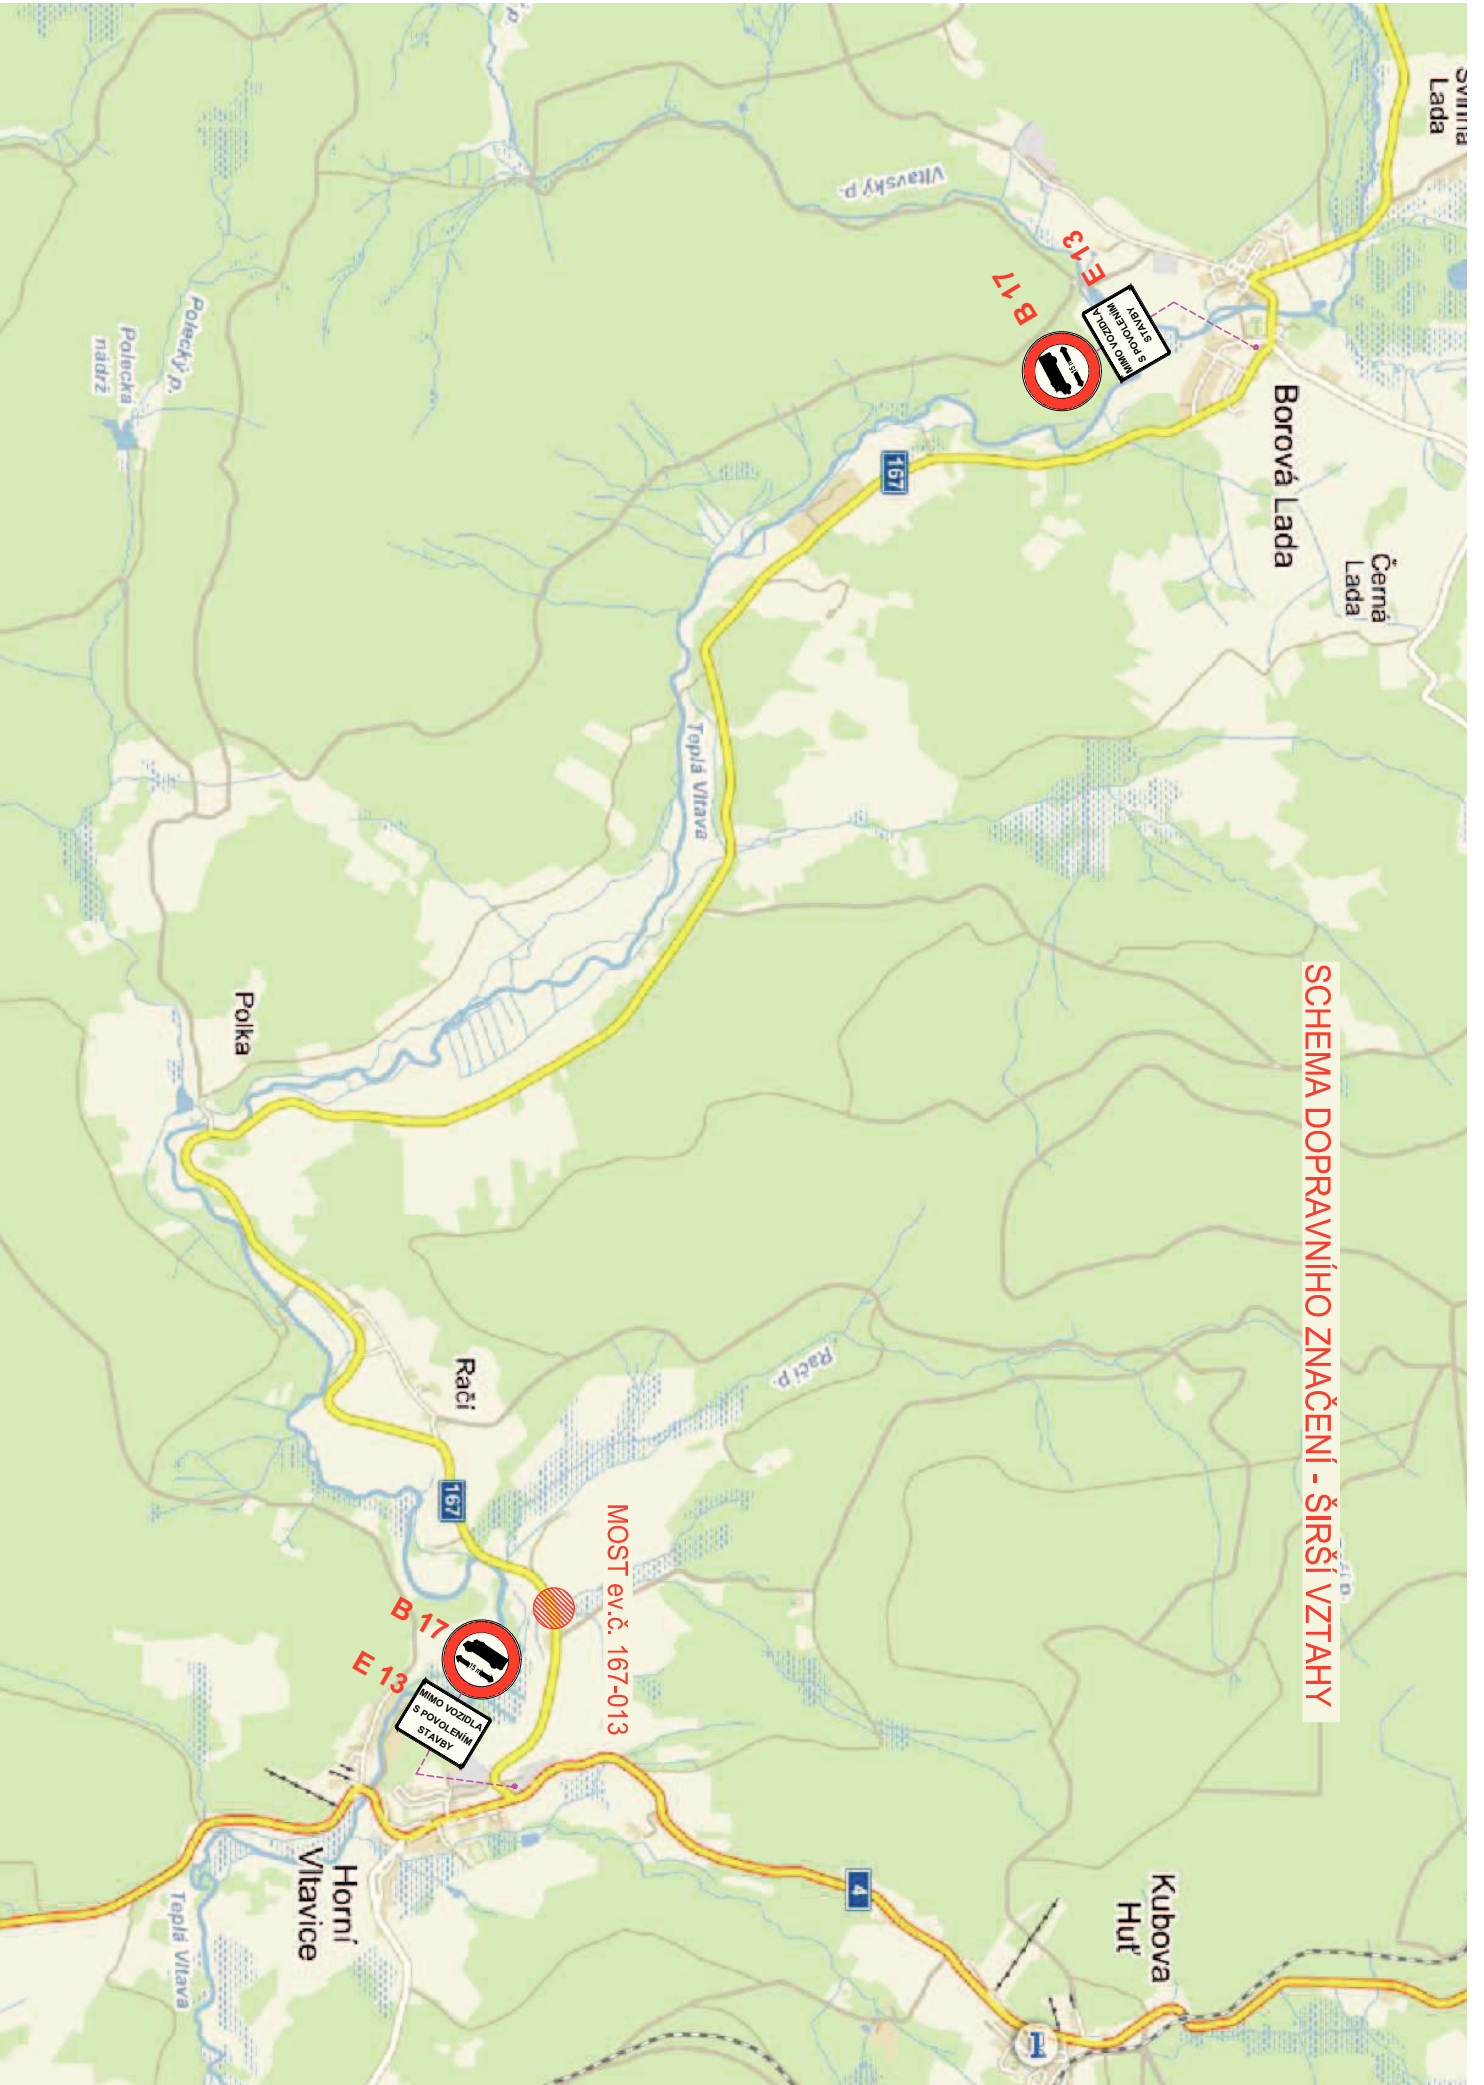 SCHEMA DOPRAVNÍHO ZNAČENÍ - ŠIRŠÍ VZTAHY
Lada
Černá
Lada
Borová Lada
E 13
B 17
MIMO VOZIDLA
S POVOLENÍM
STAVBY
15 m
167
Vltavský p.
Polecký p.
Polecká
nádrž
Teplá Vltava
Polka
Račí
Račí p.
167
MOST ev.č. 167-013
B 17
15 m
E 13
MIMO VOZIDLA
S POVOLENÍM
STAVBY
Horní
Vltavice
Teplá Vltava
4
Kubova
Huť